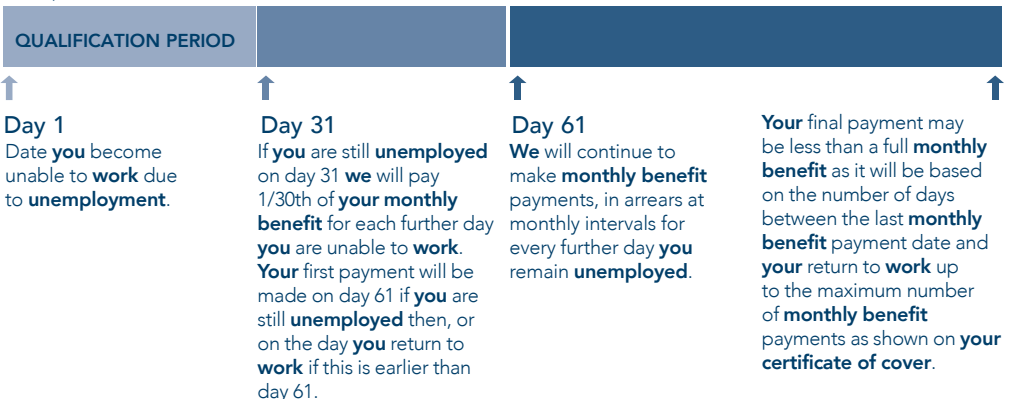 QUALIFICATION PERIOD
Day 1
Date you become
unable to work due
to unemployment.
Day 31
If you are still unemployed
on day 31 we will pay
1/30th of your monthly
benefit for each further day
you are unable to work.
Your first payment will be
made on day 61 if you are
still unemployed then, or
on the day you return to
work if this is earlier than
day 61.
Day 61
We will continue to
make monthly benefit
payments, in arrears at
monthly intervals for
every further day you
remain unemployed.
Your final payment may
be less than a full monthly
benefit as it will be based
on the number of days
between the last monthly
benefit payment date and
your return to work up
to the maximum number
of monthly benefit
payments as shown on your
certificate of cover.